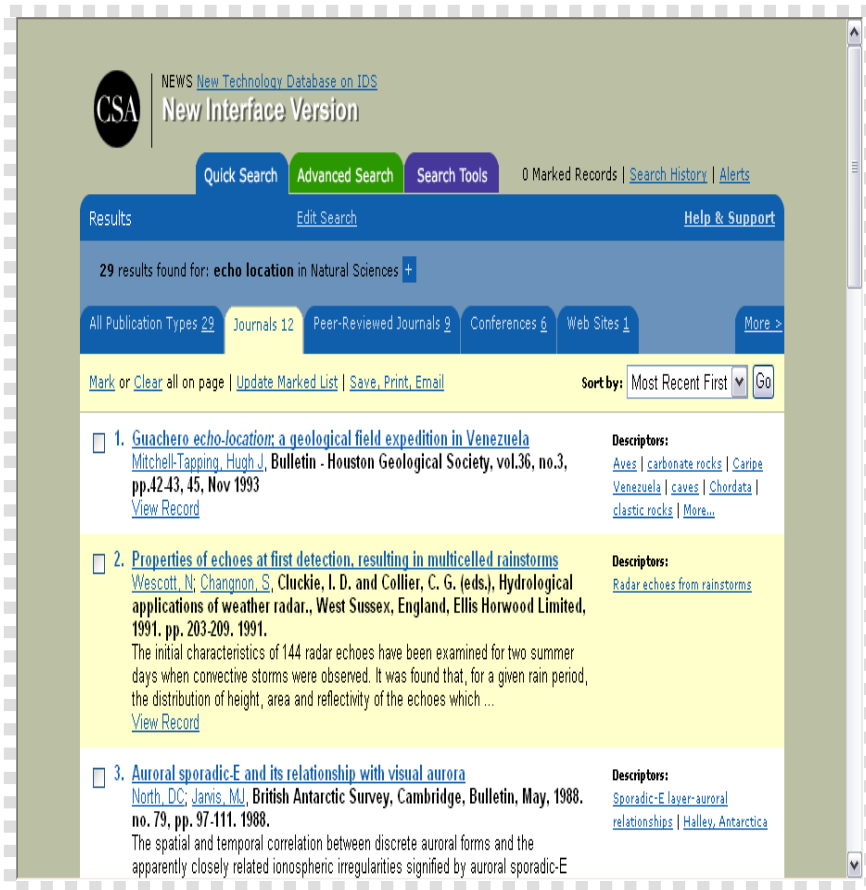 CSA
NEWS New Technology Database on IDS
New Interface Version
Quick Search Advanced Search Search Tools 0 Marked Records | Search History | Alerts
Results Edit Search Help & Support
29 results found for: echo location in Natural Sciences +
All Publication Types 29 Journals 12 Peer-Reviewed Journals 9 Conferences 6 Web Sites 1 More >
Mark or Clear all on page | Update Marked List | Save, Print, Email Sort by: Most Recent First Go
1. Guachero echo-location; a geological field expedition in Venezuela
Mitchell-Tapping, Hugh J, Bulletin - Houston Geological Society, vol.36, no.3,
pp.42-43, 45, Nov 1993
View Record
Descriptors:
Aves | carbonate rocks | Caripe
Venezuela | caves | Chordata |
clastic rocks | More...
2. Properties of echoes at first detection, resulting in multicelled rainstorms
Wescott, N; Changnon, S, Cluckie, I. D. and Collier, C. G. (eds.), Hydrological
applications of weather radar., West Sussex, England, Ellis Horwood Limited,
1991. pp. 203-209. 1991.
The initial characteristics of 144 radar echoes have been examined for two summer
days when convective storms were observed. It was found that, for a given rain period,
the distribution of height, area and reflectivity of the echoes which ...
View Record
Descriptors:
Radar echoes from rainstorms
3. Auroral sporadic-E and its relationship with visual aurora
North, DC; Jarvis, MJ, British Antarctic Survey, Cambridge, Bulletin, May, 1988.
no. 79, pp. 97-111. 1988.
The spatial and temporal correlation between discrete auroral forms and the
apparently closely related ionospheric irregularities signified by auroral sporadic-E
Descriptors:
Sporadic-E layer-auroral
relationships | Halley, Antarctica